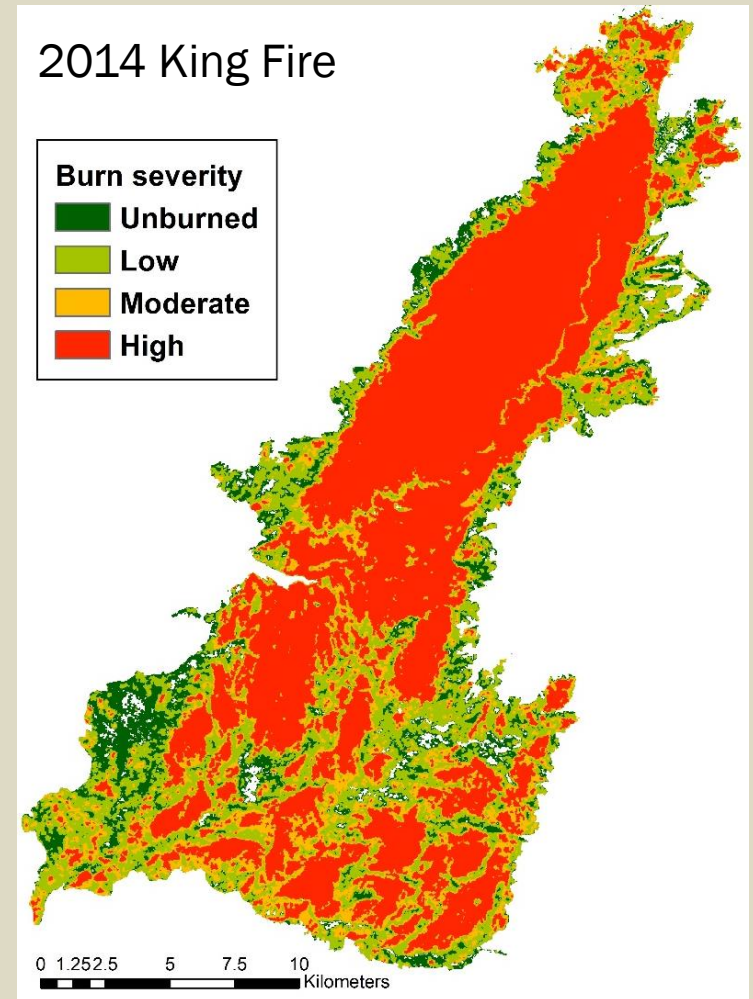 2014 King Fire
Burn severity
Unburned
Low
Moderate
High
0 1.252.5 5 7.5 10
Kilometers